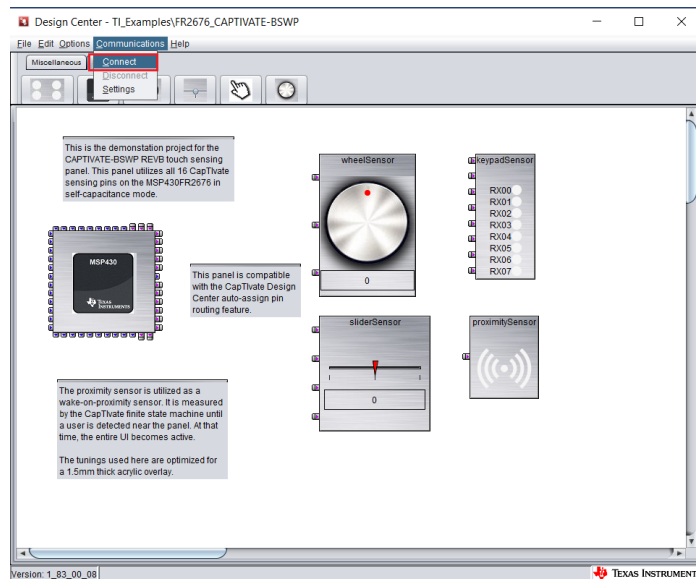 Design Center - TI_Examples\FR2676_CAPTIVATE-BSWP
File Edit Options Communications Help
Miscellaneous
Connect
Disconnect
Settings
This is the demonstation project for the
CAPTIVATE-BSWP REVB touch sensing
panel. This panel utilizes all 16 CapTIvate
sensing pins on the MSP430FR2676 in
self-capacitance mode.
MSP430
TEXAS
INSTRUMENTS
This panel is compatible
with the CapTIvate Design
Center auto-assign pin
routing feature.
wheelSensor
0
keypadSensor
RX00
RX01
RX02
RX03
RX04
RX05
RX06
RX07
sliderSensor
0
proximitySensor
The proximity sensor is utilized as a
wake-on-proximity sensor. It is measured
by the CapTIvate finite state machine until
a user is detected near the panel. At that
time, the entire UI becomes active.
The tunings used here are optimized for
a 1.5mm thick acrylic overlay.
Version: 1_83_00_08
TEXAS INSTRUMENT